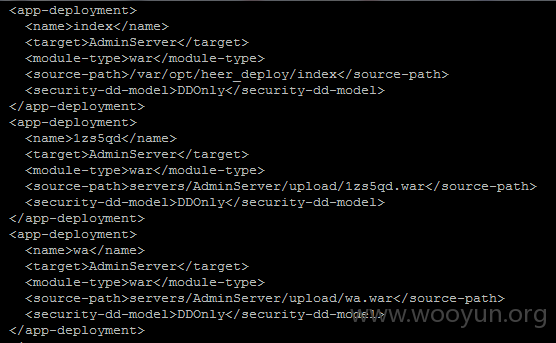 <app-deployment>
<name>index</name>
<target>AdminServer</target>
<module-type>war</module-type>
<source-path>/var/opt/heer_deploy/index</source-path>
<security-dd-model>DDOnly</security-dd-model>
</app-deployment>
<app-deployment>
<name>1zs5qd</name>
<target>AdminServer</target>
<module-type>war</module-type>
<source-path>servers/AdminServer/upload/1zs5qd.war</source-path>
<security-dd-model>DDOnly</security-dd-model>
</app-deployment>
<app-deployment>
<name>wa</name>
<target>AdminServer</target>
<module-type>war</module-type>
<source-path>servers/AdminServer/upload/wa.war</source-path>
<security-dd-model>DDOnly</security-dd-model>
</app-deployment>
www.wooyun.org